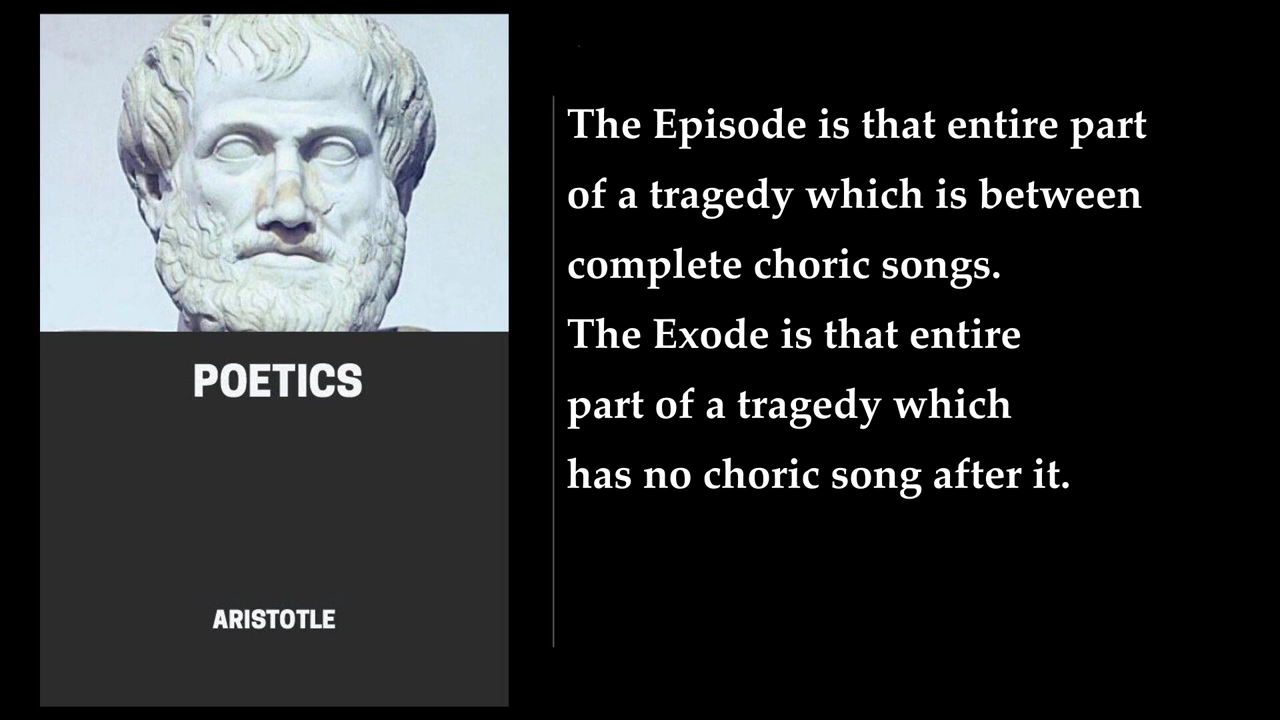 POETICS
ARISTOTLE
The Episode is that entire part
of a tragedy which is between
complete choric songs.
The Exode is that entire
part of a tragedy which
has no choric song after it.